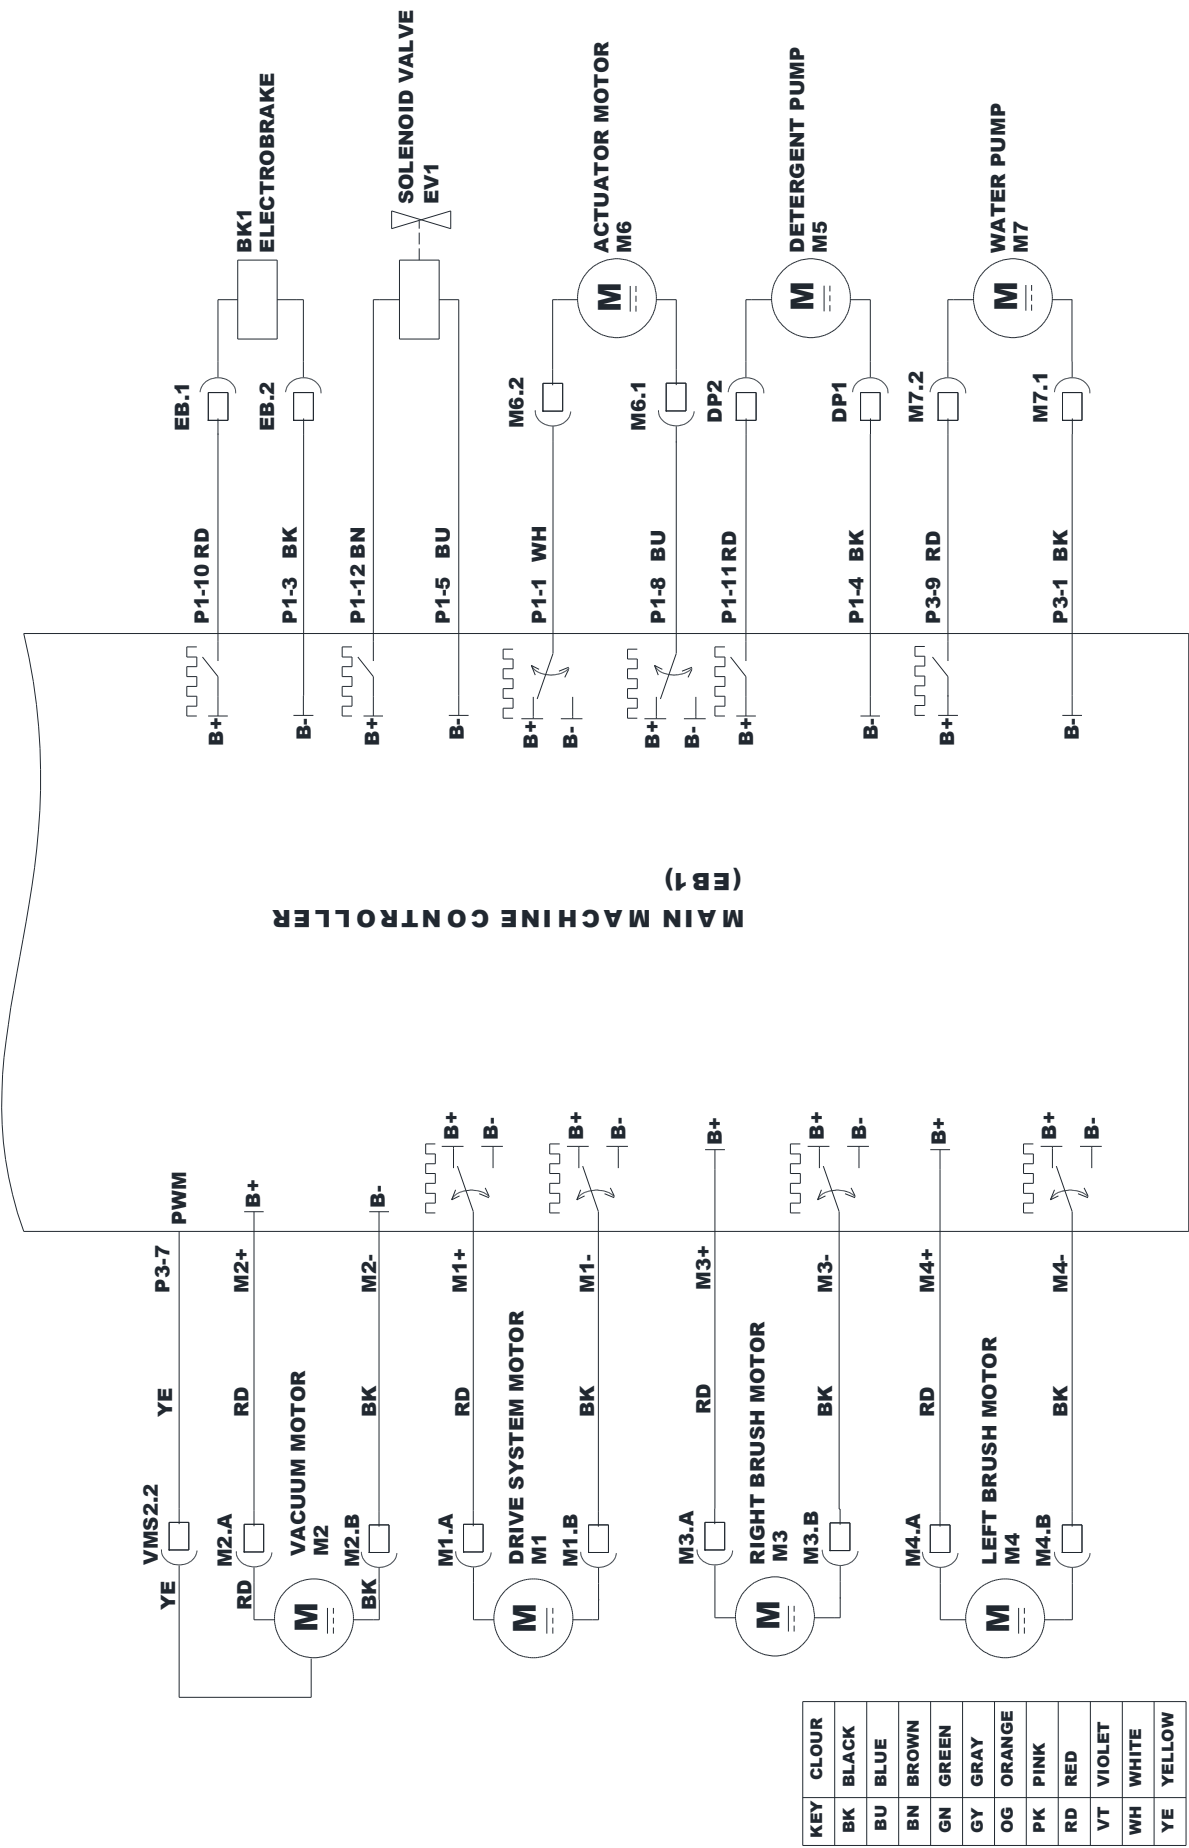 BK1
ELECTROBRAKE
EB.1
P1-10 RD
B+
EB.2
P1-3 BK
B-
SOLENOID VALVE
EV1
P1-12 BN
B+
P1-5 BU
B-
ACTUATOR MOTOR
M6
M
M6.2
P1-1 WH
B+
B-
M6.1
P1-8 BU
B+
B-
DETERGENT PUMP
M5
M
DP2
P1-11 RD
B+
DP1
P1-4 BK
B-
WATER PUMP
M7
M
M7.2
P3-9 RD
B+
M7.1
P3-1 BK
B-
MAIN MACHINE CONTROLLER
(EB1)
PWM
P3-7
YE
VMS2.2
YE
B+
M2+
RD
M2.A
RD
VACUUM MOTOR
M2
M
B-
M2-
BK
M2.B
BK
B+
B-
M1+
RD
M1.A
DRIVE SYSTEM MOTOR
M1
M
B+
B-
M1-
BK
M1.B
B+
M3+
RD
M3.A
RIGHT BRUSH MOTOR
M3
M
B+
B-
M3-
BK
M3.B
B+
M4+
RD
M4.A
LEFT BRUSH MOTOR
M4
M
B+
B-
M4-
BK
M4.B
KEY CLOUR
BK BLACK
BU BLUE
BN BROWN
GN GREEN
GY GRAY
OG ORANGE
PK PINK
RD RED
VT VIOLET
WH WHITE
YE YELLOW